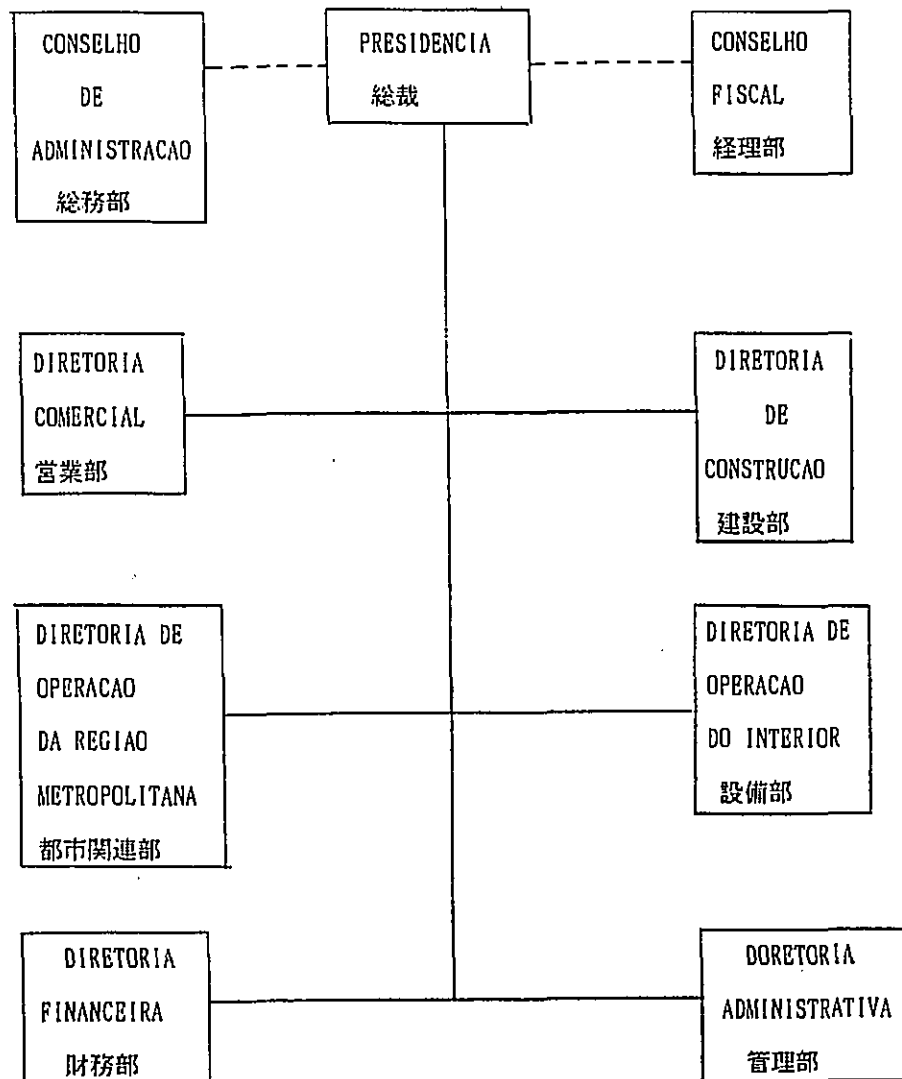 CONSELHO
DE
ADMINISTRACAO
総務部
PRESIDENCIA
総裁
CONSELHO
FISCAL
経理部
DIRETORIA
COMERCIAL
営業部
DIRETORIA
DE
CONSTRUCAO
建設部
DIRETORIA DE
OPERACAO
DA REGIAO
METROPOLITANA
都市関連部
DIRETORIA DE
OPERACAO
DO INTERIOR
設備部
DIRETORIA
FINANCEIRA
財務部
DORETORIA
ADMINISTRATIVA
管理部